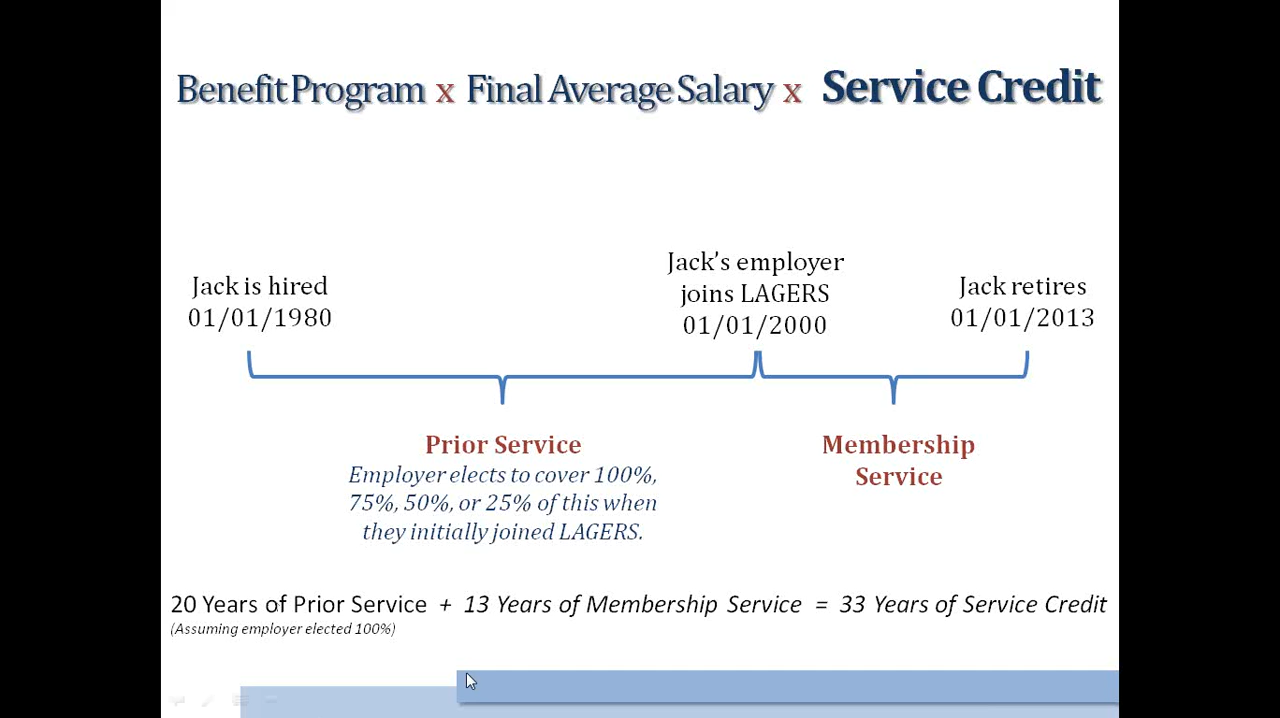 Benefit Program x Final Average Salary x Service Credit
Jack is hired
01/01/1980
Jack's employer
joins LAGERS
01/01/2000
Jack retires
01/01/2013
Prior Service
Employer elects to cover 100%,
75%, 50%, or 25% of this when
they initially joined LAGERS.
Membership
Service
20 Years of Prior Service + 13 Years of Membership Service = 33 Years of Service Credit
(Assuming employer elected 100%)